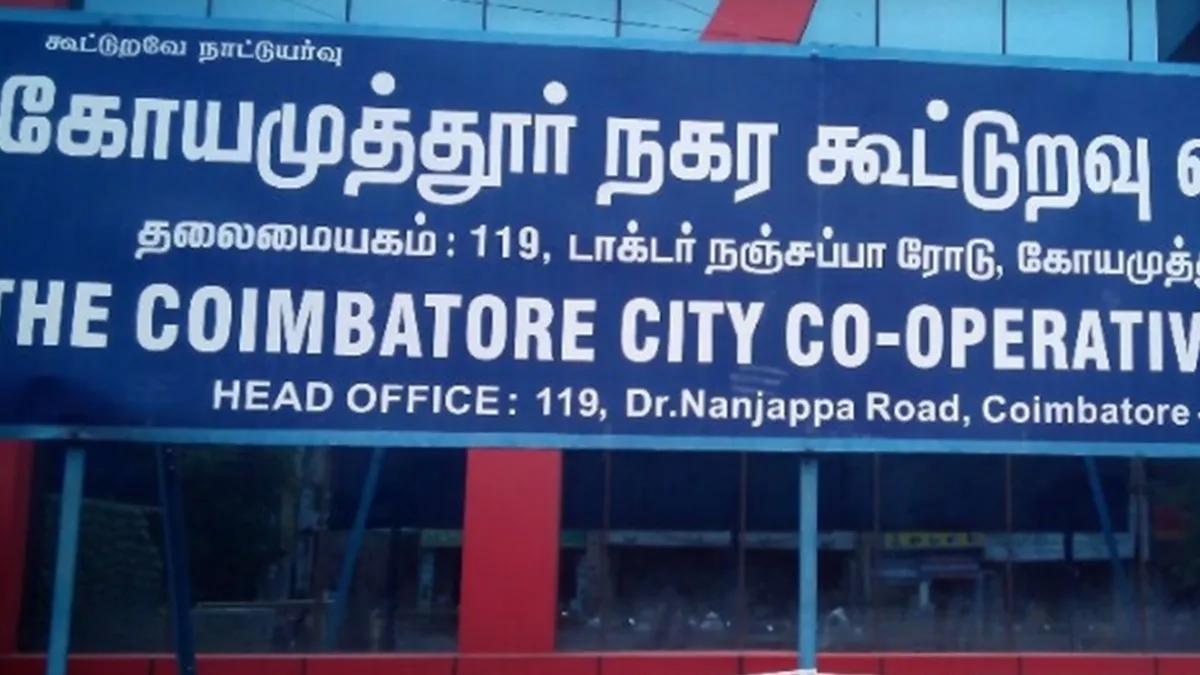 கூட்டுறவே நாட்டுயர்வு
கோயமுத்தூர் நகர கூட்டுறவு
தலைமையகம் : 119, டாக்டர் நஞ்சப்பா ரோடு, கோயமுத்
THE COIMBATORE CITY CO-OPERATIV
HEAD OFFICE : 119, Dr.Nanjappa Road, Coimbatore -